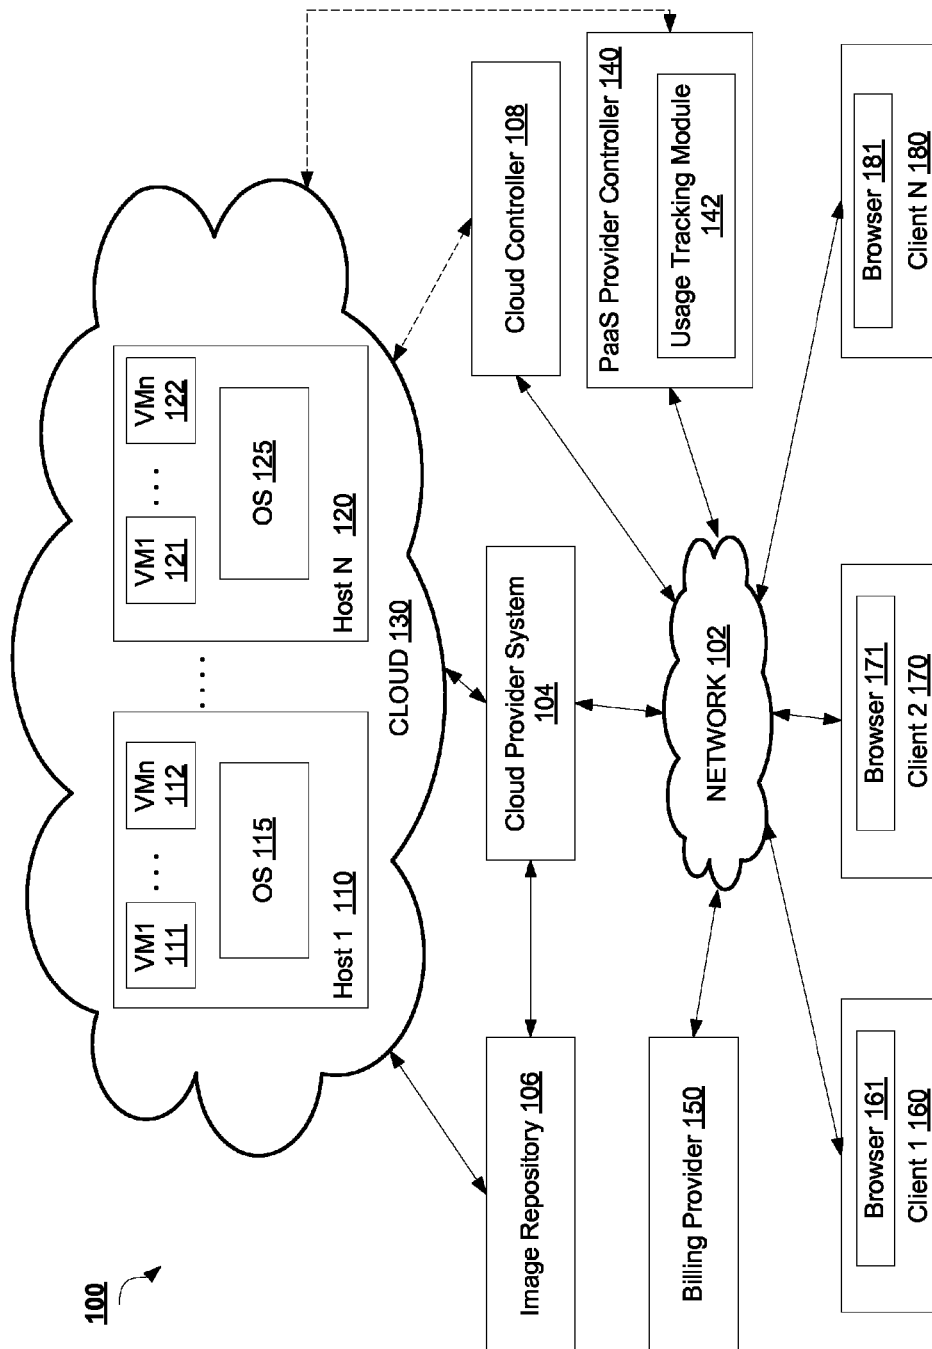 100
VM1
111
. . .
VMn
112
OS 115
Host 1 110
. . . . .
VM1
121
. . .
VMn
122
OS 125
Host N 120
CLOUD 130
Image Repository 106
Cloud Provider System
104
Cloud Controller 108
PaaS Provider Controller 140
Usage Tracking Module
142
Billing Provider 150
NETWORK 102
Browser 161
Client 1 160
Browser 171
Client 2 170
Browser 181
Client N 180